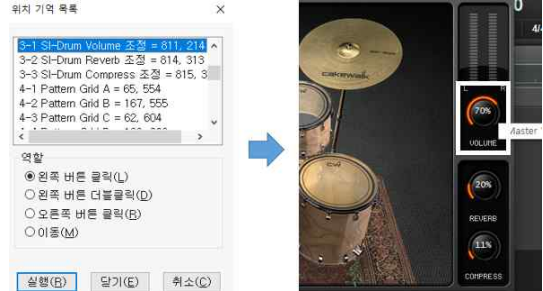 위치 기억 목록
3-1 SI-Drum Volume 조정 = 811, 214
3-2 SI-Drum Reverb 조정 = 814, 313
3-3 SI-Drum Compress 조정 = 815, 3
4-1 Pattern Grid A = 65, 554
4-2 Pattern Grid B = 167, 555
4-3 Pattern Grid C = 62, 604
역할
왼쪽 버튼 클릭(L)
왼쪽 버튼 더블클릭(D)
오른쪽 버튼 클릭(R)
이동(M)
실행(R) 닫기(E) 취소(C)
cakewalk
CW
0
4/4
L R
70%
VOLUME
Master
20%
REVERB
11%
COMPRESS